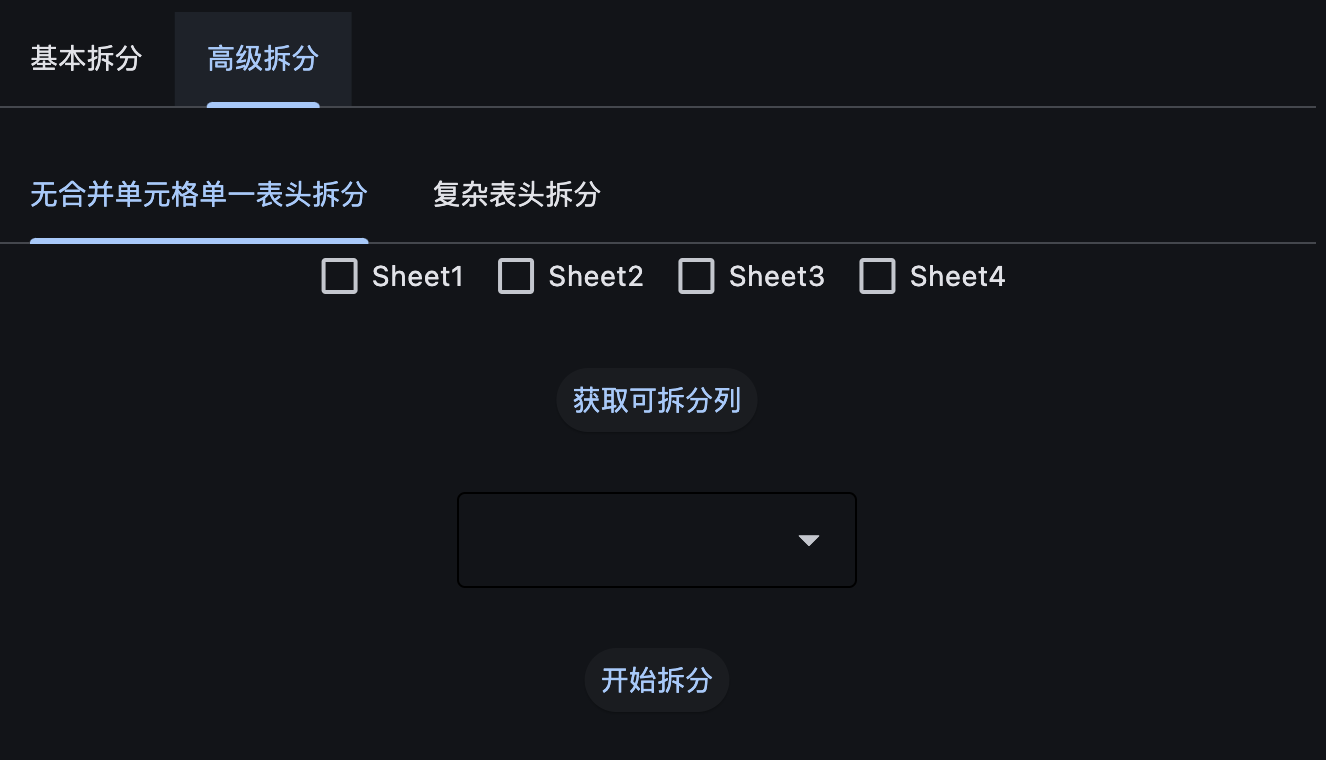 基本拆分 高级拆分
无合并单元格单一表头拆分 复杂表头拆分
Sheet1 Sheet2 Sheet3 Sheet4
获取可拆分列
开始拆分